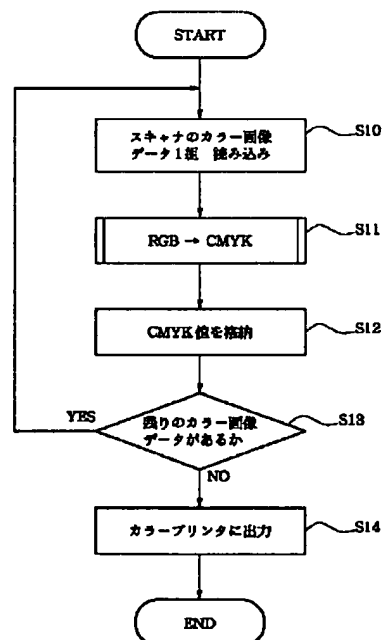 START
スキャナのカラー画像
データ1組 読み込み
S10
RGB → CMYK
S11
CMYK値を格納
S12
残りのカラー画像
データがあるか
S13
YES
NO
カラープリンタに出力
S14
END